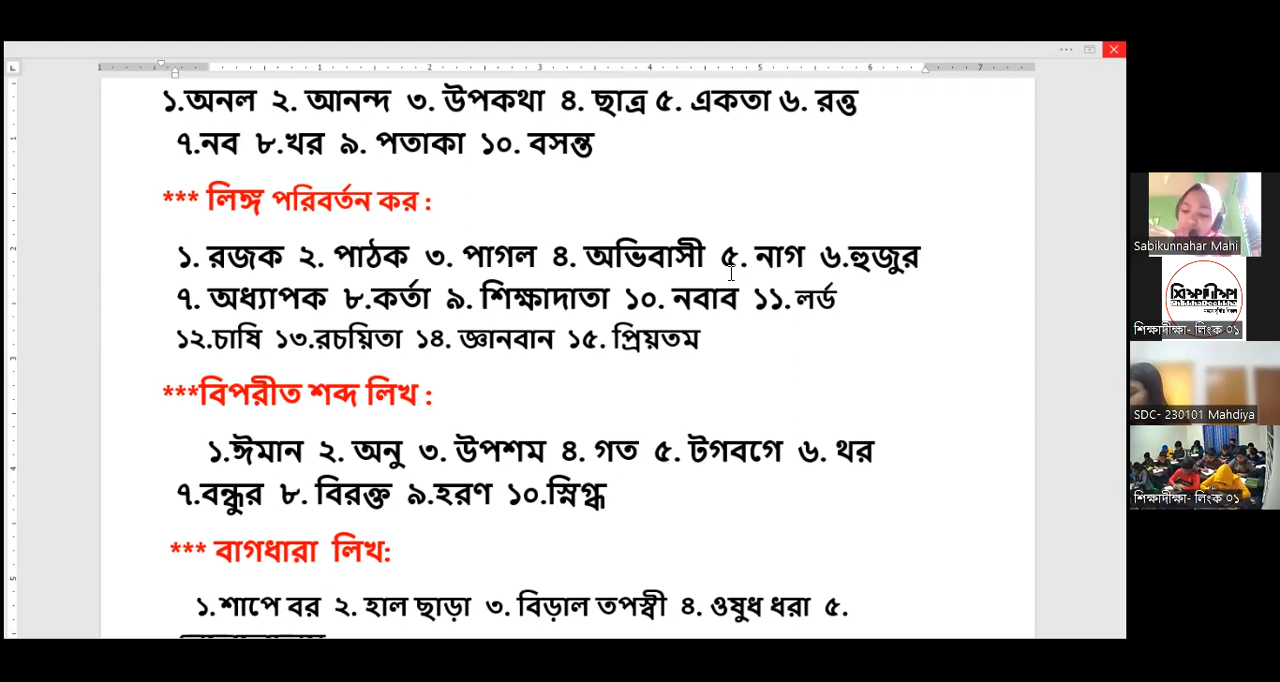 ১.অনল ২. আনন্দ ৩. উপকথা ৪. ছাত্র ৫. একতা ৬. রত্ত
৭.নব ৮.খর ৯. পতাকা ১০. বসন্ত
*** লিঙ্গ পরিবর্তন কর :
১. রজক ২. পাঠক ৩. পাগল ৪. অভিবাসী ৫. নাগ ৬.হুজুর
৭. অধ্যাপক ৮.কর্তা ৯. শিক্ষাদাতা ১০. নবাব ১১. লর্ড
১২.চাষি ১৩.রচয়িতা ১৪. জ্ঞানবান ১৫. প্রিয়তম
***বিপরীত শব্দ লিখ :
১.ঈমান ২. অনু ৩. উপশম ৪. গত ৫. টগবগে ৬. থর
৭.বন্ধুর ৮. বিরক্ত ৯.হরণ ১০.স্নিগ্ধ
*** বাগধারা লিখ:
১.শাপে বর ২. হাল ছাড়া ৩. বিড়াল তপস্বী ৪. ওষুধ ধরা ৫.
Sabikunnahar Mahi
শিক্ষাদীক্ষা
শিক্ষাদীক্ষা- লিংক ০১
SDC- 230101 Mahdiya
শিক্ষাদীক্ষা- লিংক ০১